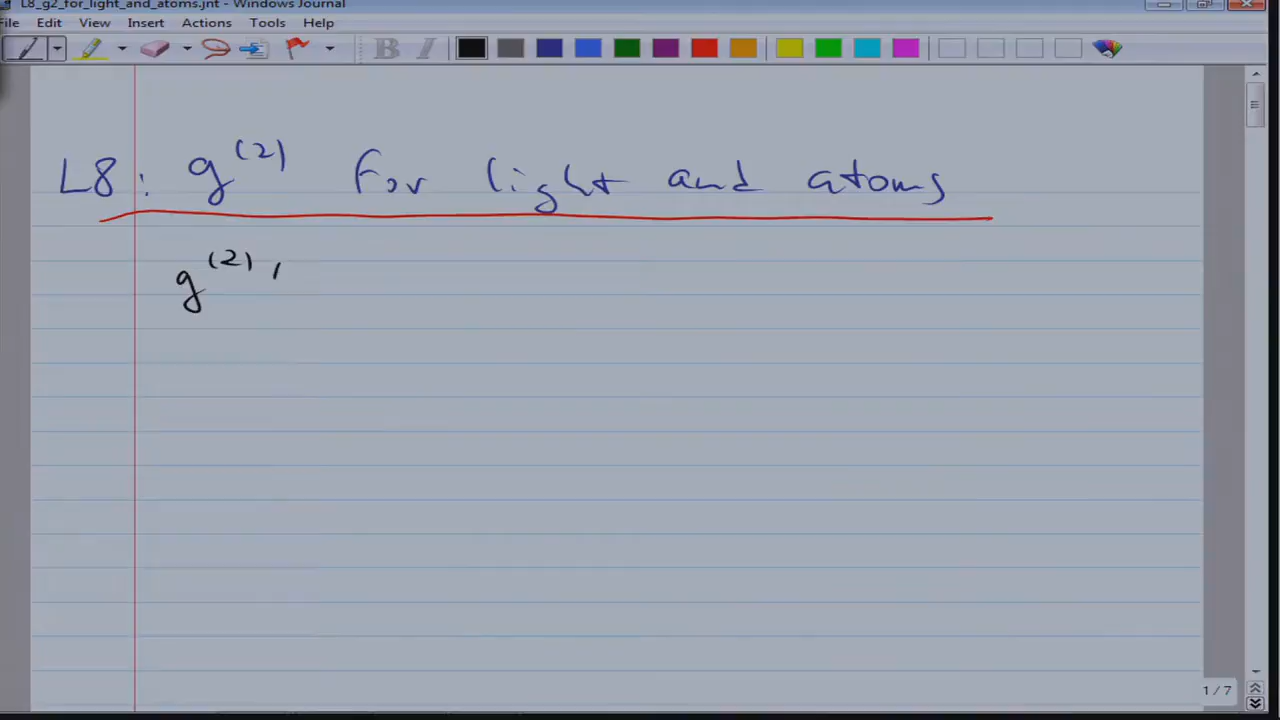 L8_g2_for_light_and_atoms.jnt - Windows Journal
File Edit View Insert Actions Tools Help
B I
L8: g^(2) for light and atoms
g^(2) (
1 / 7